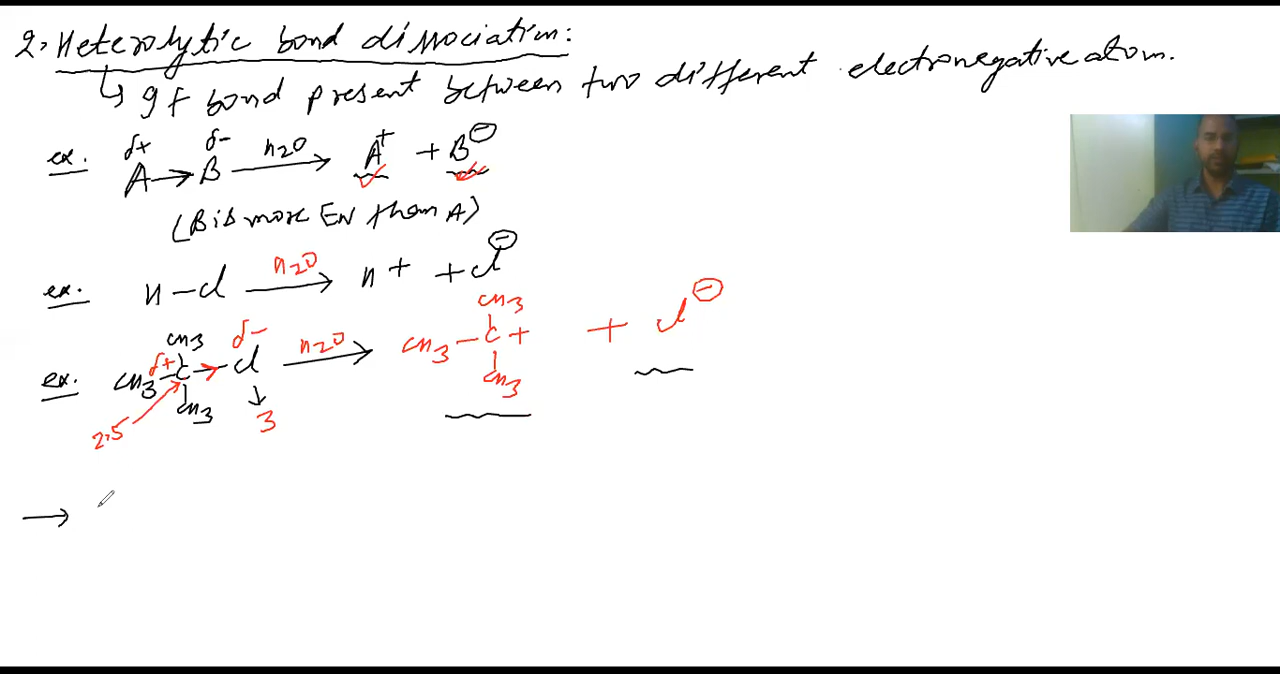 2. Heterolytic bond dissociation:
↳ If bond present between two different electronegative atom.
ex. A^δ+ → B^δ- —H2O→ A+ + B⊖
(B is more EN than A)
ex. H-Cl —H2O→ H+ + Cl⊖
CH3 δ- CH3
ex. CH3-C^δ+→Cl —H2O→ CH3-C+ + Cl⊖
CH3 3 CH3
2.5
→